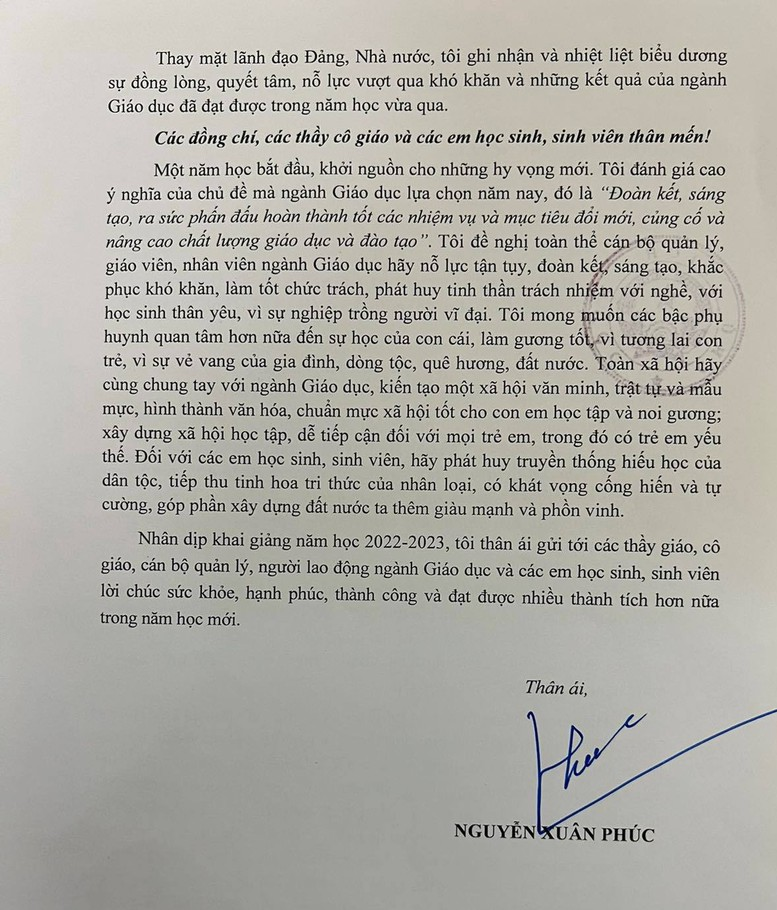 Thay mặt lãnh đạo Đảng, Nhà nước, tôi ghi nhận và nhiệt liệt biểu dương
sự đồng lòng, quyết tâm, nỗ lực vượt qua khó khăn và những kết quả của ngành
Giáo dục đã đạt được trong năm học vừa qua.
Các đồng chí, các thầy cô giáo và các em học sinh, sinh viên thân mến!
Một năm học bắt đầu, khởi nguồn cho những hy vọng mới. Tôi đánh giá cao
ý nghĩa của chủ đề mà ngành Giáo dục lựa chọn năm nay, đó là “Đoàn kết, sáng
tạo, ra sức phấn đấu hoàn thành tốt các nhiệm vụ và mục tiêu đổi mới, củng cố và
nâng cao chất lượng giáo dục và đào tạo”. Tôi đề nghị toàn thể cán bộ quản lý,
giáo viên, nhân viên ngành Giáo dục hãy nỗ lực tận tụy, đoàn kết, sáng tạo, khắc
phục khó khăn, làm tốt chức trách, phát huy tinh thần trách nhiệm với nghề, với
học sinh thân yêu, vì sự nghiệp trồng người vĩ đại. Tôi mong muốn các bậc phụ
huynh quan tâm hơn nữa đến sự học của con cái, làm gương tốt, vì tương lai con
trẻ, vì sự vẻ vang của gia đình, dòng tộc, quê hương, đất nước. Toàn xã hội hãy
cùng chung tay với ngành Giáo dục, kiến tạo một xã hội văn minh, trật tự và mẫu
mực, hình thành văn hóa, chuẩn mực xã hội tốt cho con em học tập và noi gương;
xây dựng xã hội học tập, dễ tiếp cận đối với mọi trẻ em, trong đó có trẻ em yếu
thế. Đối với các em học sinh, sinh viên, hãy phát huy truyền thống hiếu học của
dân tộc, tiếp thu tinh hoa tri thức của nhân loại, có khát vọng cống hiến và tự
cường, góp phần xây dựng đất nước ta thêm giàu mạnh và phồn vinh.
Nhân dịp khai giảng năm học 2022-2023, tôi thân ái gửi tới các thầy giáo, cô
giáo, cán bộ quản lý, người lao động ngành Giáo dục và các em học sinh, sinh viên
lời chúc sức khỏe, hạnh phúc, thành công và đạt được nhiều thành tích hơn nữa
trong năm học mới.
Thân ái,
NGUYỄN XUÂN PHÚC